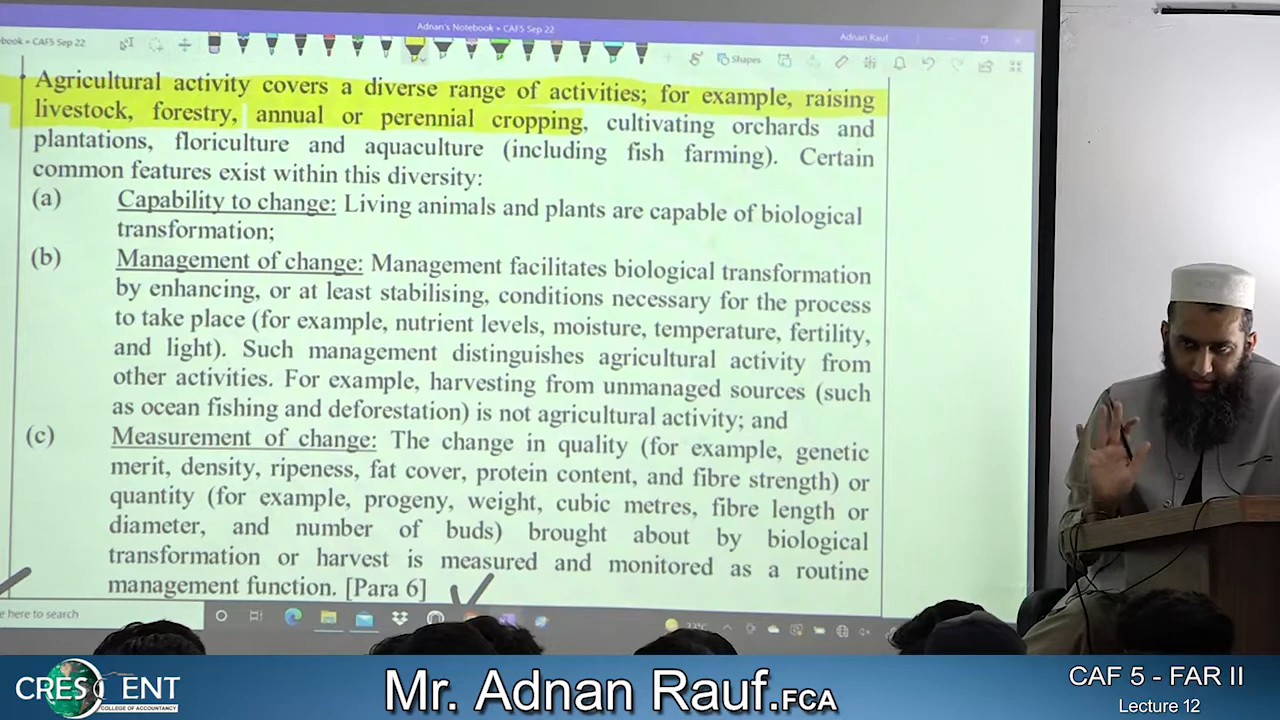 Adnan's Notebook » CAF5 Sep 22
book » CAF5 Sep 22
Adnan Rauf
Shapes
Agricultural activity covers a diverse range of activities; for example, raising
livestock, forestry, annual or perennial cropping, cultivating orchards and
plantations, floriculture and aquaculture (including fish farming). Certain
common features exist within this diversity:
(a) Capability to change: Living animals and plants are capable of biological
transformation;
(b) Management of change: Management facilitates biological transformation
by enhancing, or at least stabilising, conditions necessary for the process
to take place (for example, nutrient levels, moisture, temperature, fertility,
and light). Such management distinguishes agricultural activity from
other activities. For example, harvesting from unmanaged sources (such
as ocean fishing and deforestation) is not agricultural activity; and
(c) Measurement of change: The change in quality (for example, genetic
merit, density, ripeness, fat cover, protein content, and fibre strength) or
quantity (for example, progeny, weight, cubic metres, fibre length or
diameter, and number of buds) brought about by biological
transformation or harvest is measured and monitored as a routine
management function. [Para 6]
e here to search
CRESCENT
COLLEGE OF ACCOUNTANCY
Mr. Adnan Rauf.FCA
CAF 5 - FAR II
Lecture 12